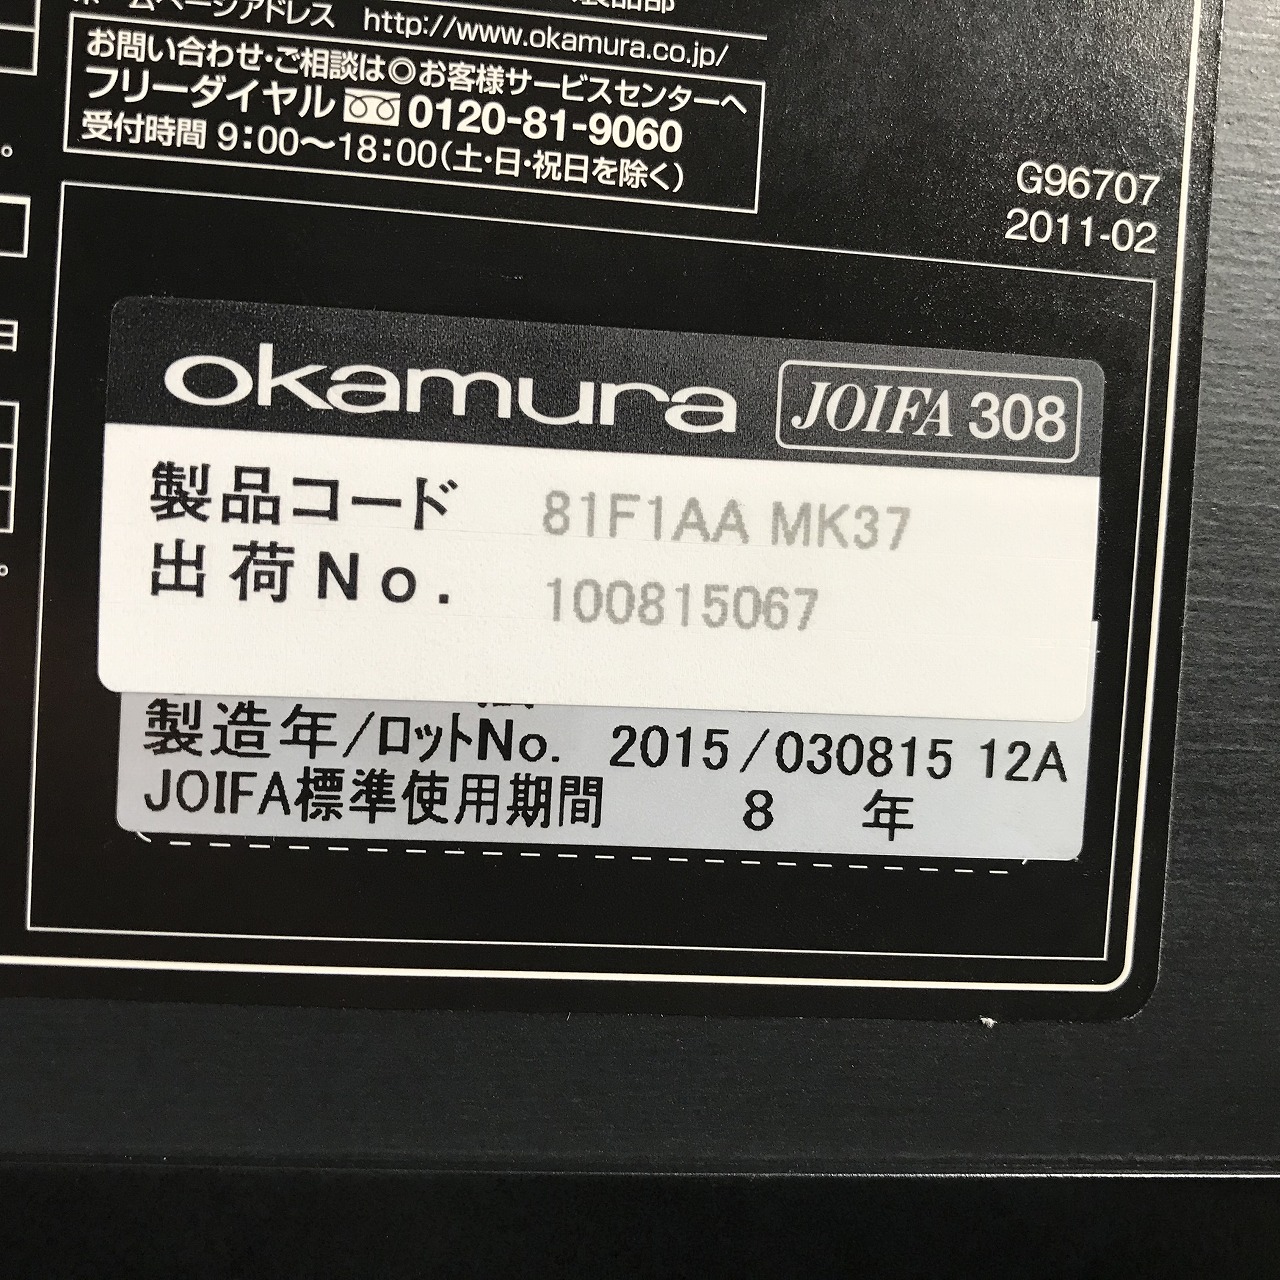 ホームページアドレス http://www.okamura.co.jp/
お問い合わせ・ご相談は◎お客様サービスセンターへ
フリーダイヤル 0120-81-9060
受付時間 9:00〜18:00(土・日・祝日を除く)
G96707
2011-02
okamura JOIFA 308
製品コード 81F1AA MK37
出荷No. 100815067
製造年/ロットNo. 2015/030815 12A
JOIFA標準使用期間 8 年